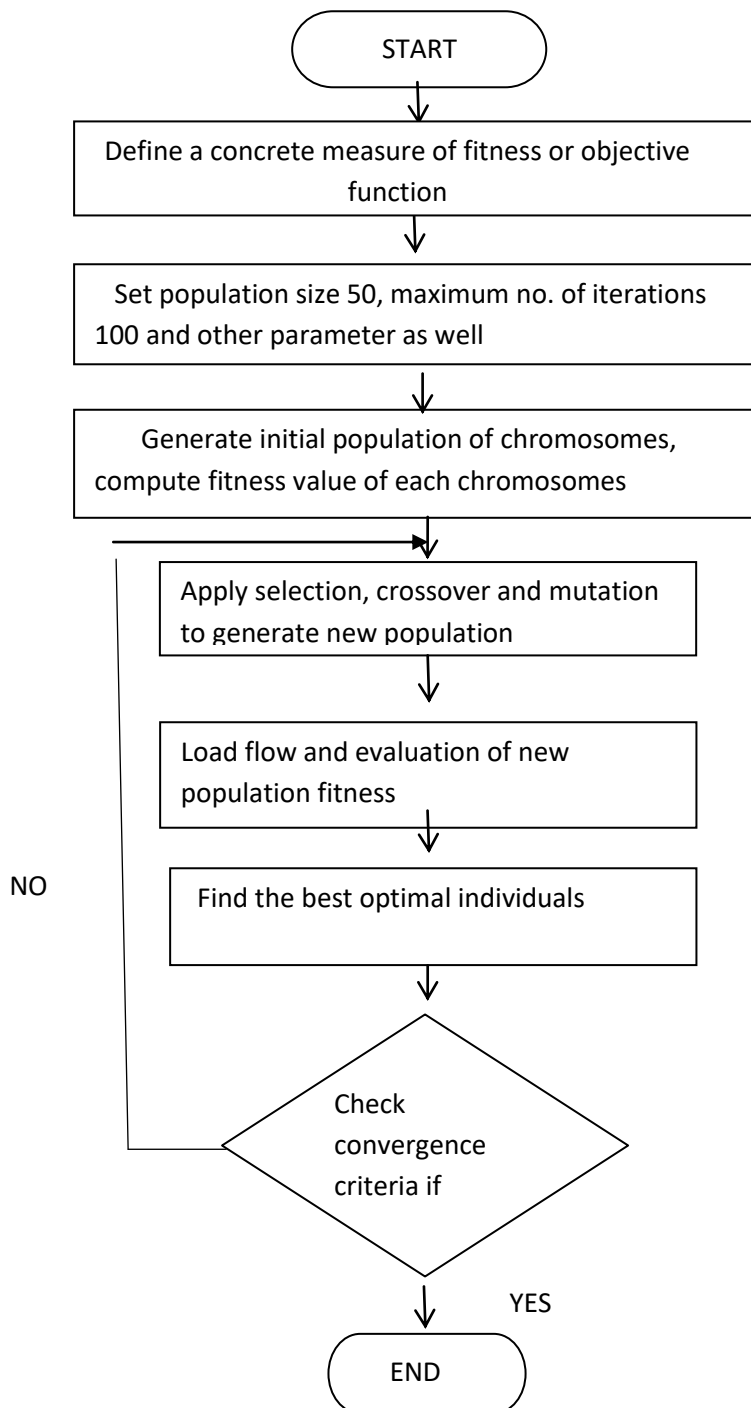 START
Define a concrete measure of fitness or objective
function
Set population size 50, maximum no. of iterations
100 and other parameter as well
Generate initial population of chromosomes,
compute fitness value of each chromosomes
Apply selection, crossover and mutation
to generate new population
Load flow and evaluation of new
population fitness
NO
Find the best optimal individuals
Check
convergence
criteria if
YES
END